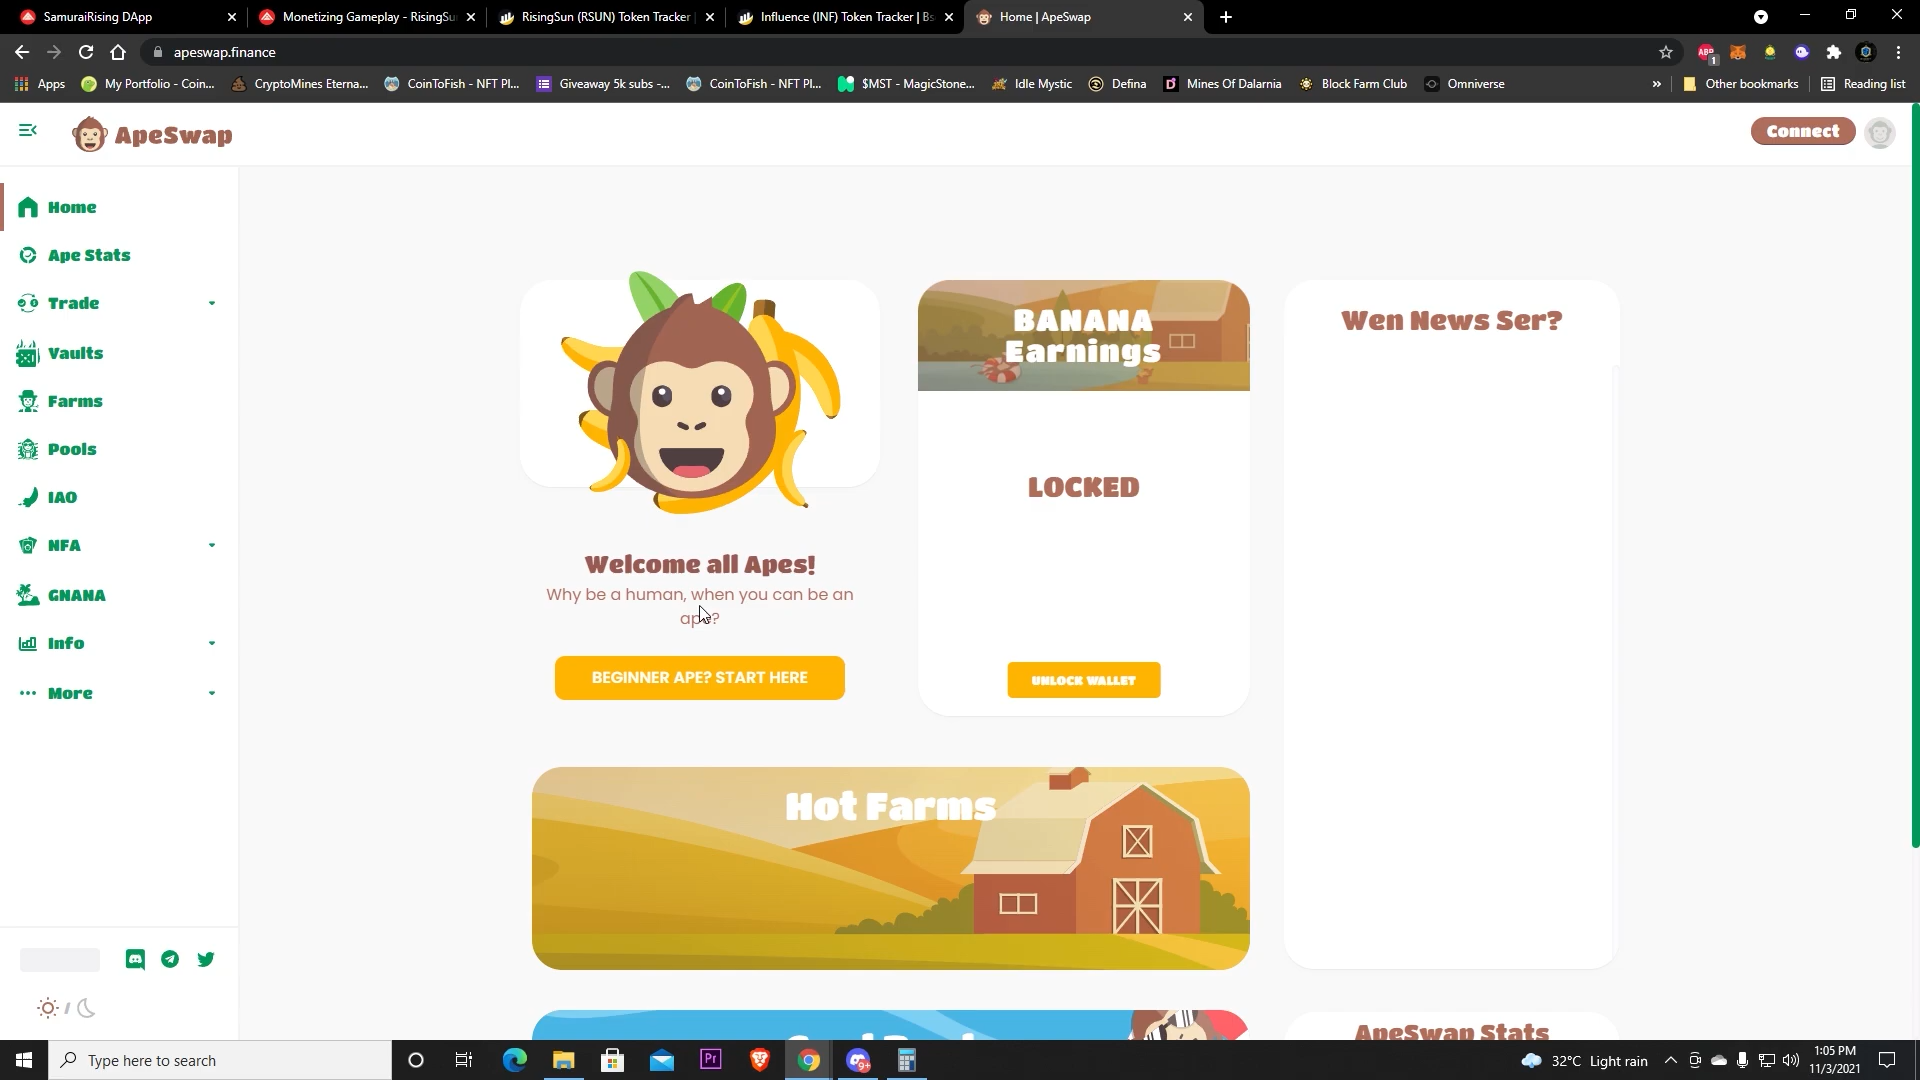 SamuraiRising DApp
Monetizing Gameplay - RisingSu
RisingSun (RSUN) Token Tracker
Influence (INF) Token Tracker | Bs
Home | ApeSwap
apeswap.finance
ABP
1
Apps
My Portfolio - Coin...
CryptoMines Eterna...
CoinToFish - NFT Pl...
Giveaway 5k subs -...
CoinToFish - NFT Pl...
$MST - MagicStone...
Idle Mystic
Defina
Mines Of Dalarnia
Block Farm Club
Omniverse
»
Other bookmarks
Reading list
ApeSwap
Connect
Home
Ape Stats
Trade
Vaults
Farms
Pools
IAO
NFA
GNANA
Info
More
Welcome all Apes!
Why be a human, when you can be an
ape?
BEGINNER APE? START HERE
BANANA
Earnings
LOCKED
UNLOCK WALLET
Wen News Ser?
Hot Farms
ApeSwap Stats
/
Type here to search
Pr
9+
32°C Light rain
1:05 PM
11/3/2021